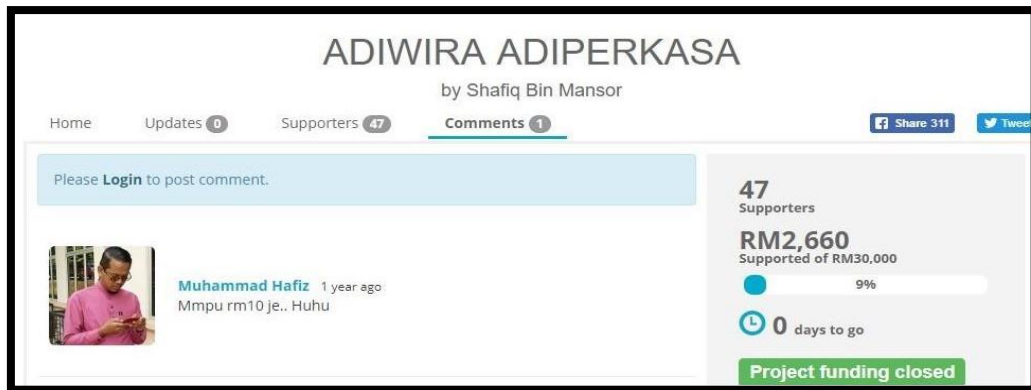 ADIWIRA ADIPERKASA
by Shafiq Bin Mansor
Home Updates 0 Supporters 47 Comments 1 Share 311 Tweet
Please Login to post comment.
Muhammad Hafiz 1 year ago
Mmpu rm10 je.. Huhu
47
Supporters
RM2,660
Supported of RM30,000
9%
0 days to go
Project funding closed